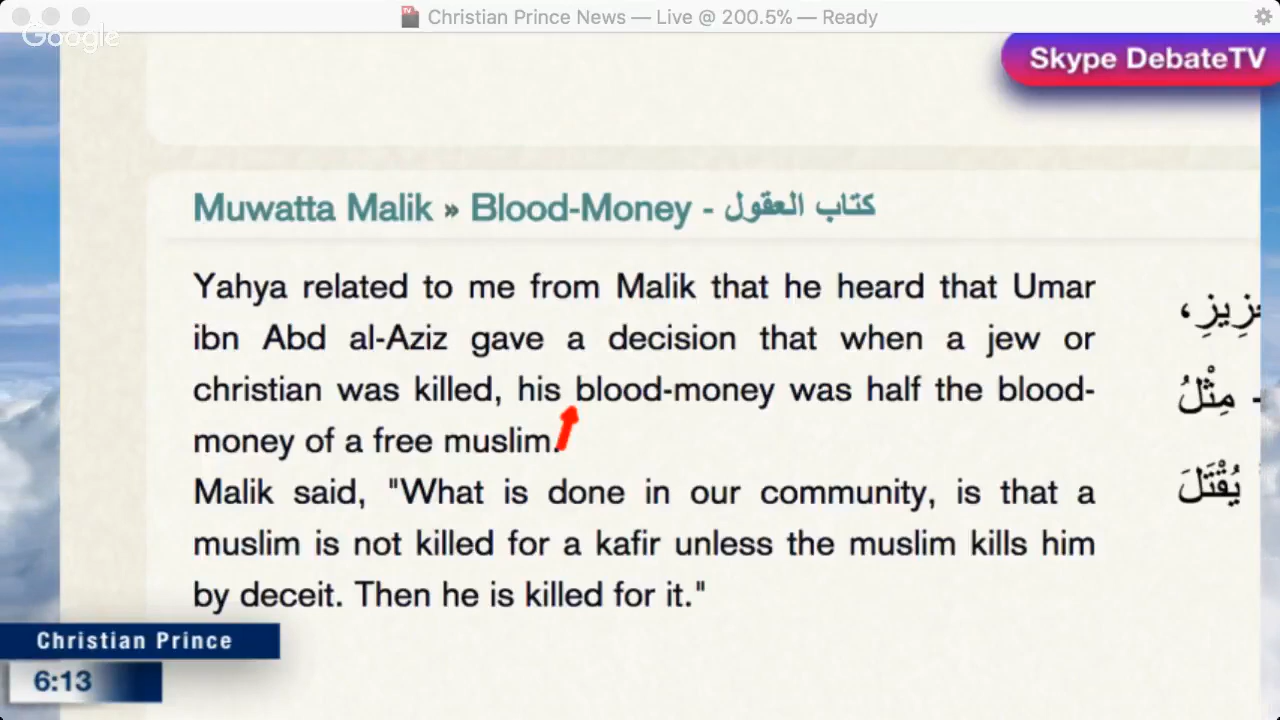 Christian Prince News — Live @ 200.5% — Ready
Google
Skype DebateTV
Muwatta Malik » Blood-Money - كتاب العقول
Yahya related to me from Malik that he heard that Umar
ibn Abd al-Aziz gave a decision that when a jew or
christian was killed, his blood-money was half the blood-
money of a free muslim.
Malik said, "What is done in our community, is that a
muslim is not killed for a kafir unless the muslim kills him
by deceit. Then he is killed for it."
مِثْلُ -
يُقْتَلَ
Christian Prince
6:13